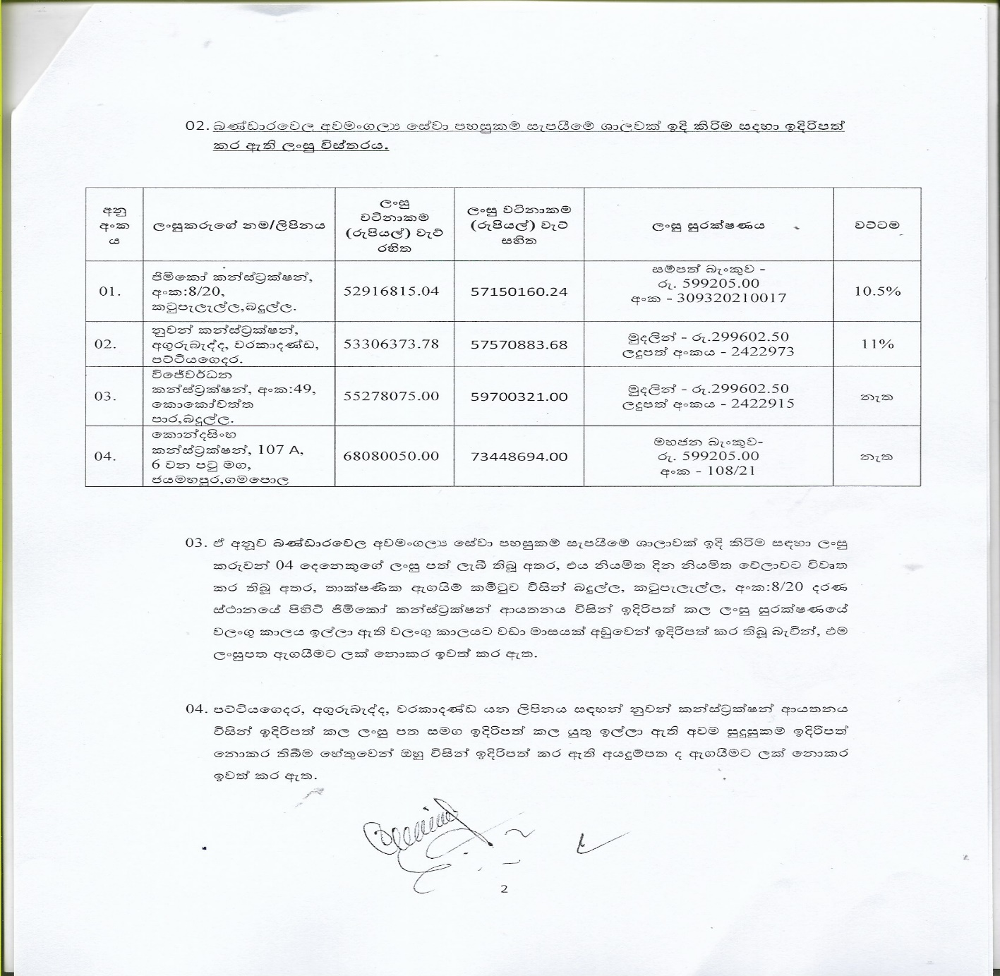 02. බණ්ඩාරවෙල අවමංගල්‍ය සේවා පහසුකම් සැපයීමේ ශාලවක් ඉදි කිරිම සදහා ඉදිරිපත්
කර ඇති ලංසු විස්තරය.
අනු
අංක
ය
ලංසුකරුගේ නම/ලිපිනය
ලංසු
වටිනාකම
(රුපියල්) වැට්
රහිත
ලංසු වටිනාකම
(රුපියල්) වැට්
සහිත
ලංසු සුරක්ෂණය
වට්ටම
01.
ජිම්කෝ කන්ස්ට්‍රක්ෂන්,
අංක:8/20,
කටුපැලැල්ල,බදුල්ල.
52916815.04
57150160.24
සම්පත් බැංකුව -
රු. 599205.00
අංක - 309320210017
10.5%
02.
නුවන් කන්ස්ට්‍රක්ෂන්,
අගුරුබැද්ද, වරකාදණ්ඩ,
පට්ටියගෙදර.
53306373.78
57570883.68
මුදලින් - රු.299602.50
ලදුපත් අංකය - 2422973
11%
03.
විජේවර්ධන
කන්ස්ට්‍රක්ෂන්, අංක:49,
කොකෝවත්ත
පාර,බදුල්ල.
55278075.00
59700321.00
මුදලින් - රු.299602.50
ලදුපත් අංකය - 2422915
නැත
04.
කොන්දසිංහ
කන්ස්ට්‍රක්ෂන්, 107 A,
6 වන පටු මග,
ජයමහපුර,ගම්පොල
68080050.00
73448694.00
මහජන බැංකුව-
රු. 599205.00
අංක - 108/21
නැත
03. ඒ අනුව බණ්ඩාරවෙල අවමංගල්‍ය සේවා පහසුකම් සැපයීමේ ශාලාවක් ඉදි කිරිම සඳහා ලංසු
කරුවන් 04 දෙනෙකුගේ ලංසු පත් ලැබී තිබූ අතර, එය නියමිත දින නියමිත වේලාවට විවෘත
කර තිබූ අතර, තාක්ෂණික ඇගයිම් කමිටුව විසින් බදුල්ල, කටුපැලැල්ල, අංක:8/20 දරණ
ස්ථානයේ පිහිටි ජිම්කෝ කන්ස්ට්‍රක්ෂන් ආයතනය විසින් ඉදිරිපත් කල ලංසු සුරක්ෂණයේ
වලංගු කාලය ඉල්ලා ඇති වලංගු කාලයට වඩා මාසයක් අඩුවෙන් ඉදිරිපත් කර තිබූ බැවින්, එම
ලංසුපත ඇගයීමට ලක් නොකර ඉවත් කර ඇත.
04. පට්ටියගෙදර, අගුරුබැද්ද, වරකාදණ්ඩ යන ලිපිනය සඳහන් නුවන් කන්ස්ට්‍රක්ෂන් ආයතනය
විසින් ඉදිරිපත් කල ලංසු පත සමග ඉදිරිපත් කල යුතු ඉල්ලා ඇති අවම සුදුසුකම් ඉදිරිපත්
නොකර තිබීම හේතුවෙන් ඔහු විසින් ඉදිරිපත් කර ඇති අයදුම්පත ද ඇගයීමට ලක් නොකර
ඉවත් කර ඇත.
2